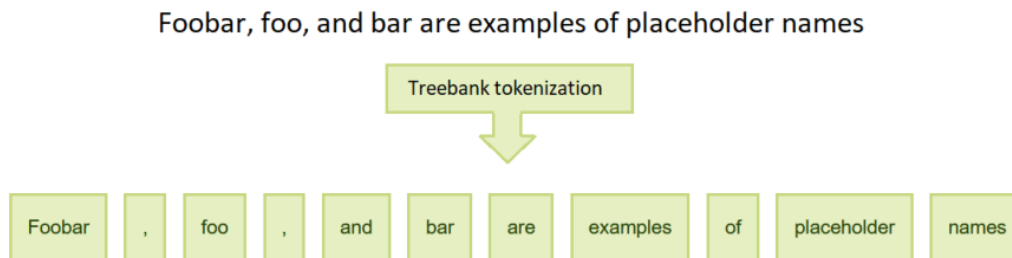 Foobar, foo, and bar are examples of placeholder names
Treebank tokenization
Foobar , foo , and bar are examples of placeholder names